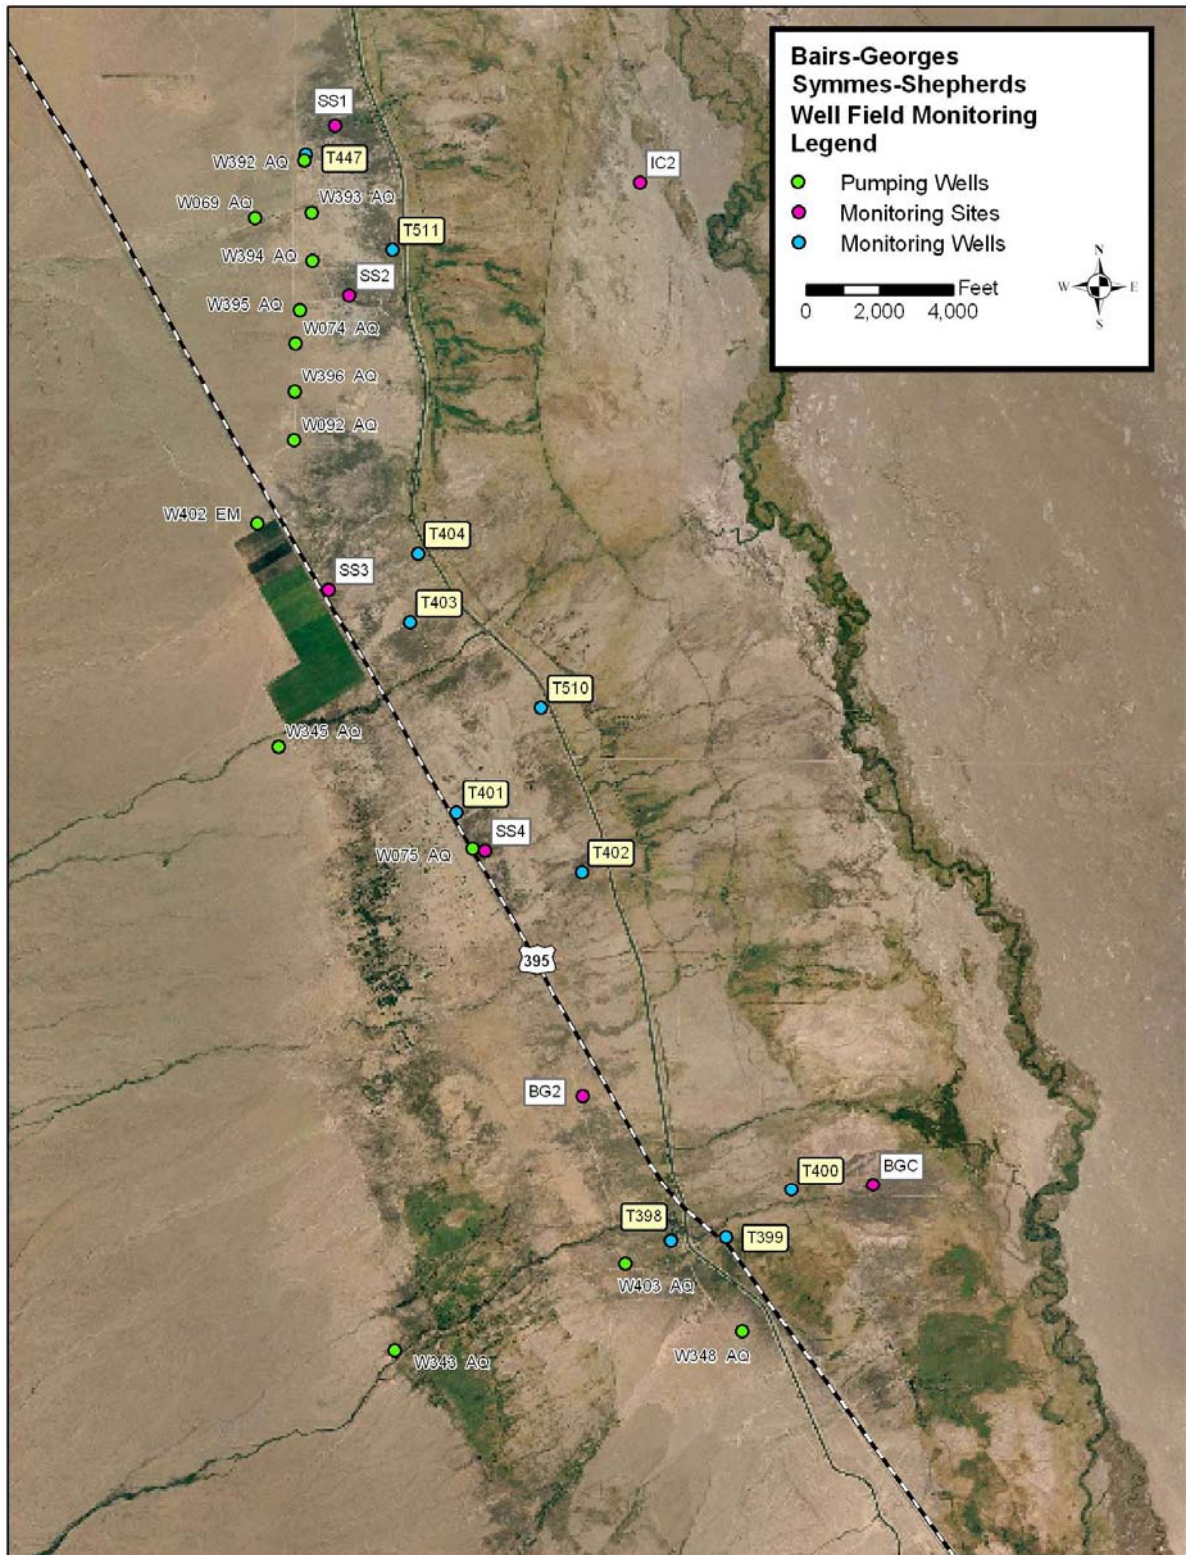 Bairs-Georges
Symmes-Shepherds
Well Field Monitoring
Legend
Pumping Wells
Monitoring Sites
Monitoring Wells
Feet
0 2,000 4,000
N
W E
S
SS1
W392 AQ
T447
IC2
W069 AQ
W393 AQ
T511
W394 AQ
SS2
W395 AQ
W074 AQ
W396 AQ
W092 AQ
W402 EM
T404
SS3
T403
T510
W345 AQ
T401
SS4
W075 AQ
T402
395
BG2
T400
BGC
T398
T399
W403 AQ
W348 AQ
W343 AQ